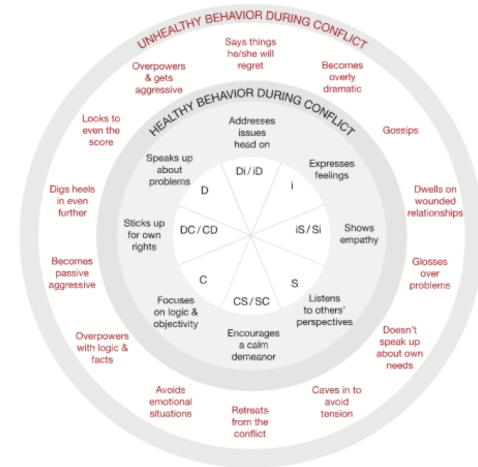 UNHEALTHY BEHAVIOR DURING CONFLICT
Says things
he/she will
regret
Becomes
overly
dramatic
Gossips
Dwells on
wounded
relationships
Glosses
over
problems
Doesn't
speak up
about own
needs
Caves in to
avoid
tension
Retreats
from the
conflict
Avoids
emotional
situations
Overpowers
with logic &
facts
Becomes
passive
aggressive
Digs heels
in even
further
Locks to
even the
score
Overpowers
& gets
aggressive
HEALTHY BEHAVIOR DURING CONFLICT
Addresses
issues
head on
Expresses
feelings
Shows
empathy
Listens
to others'
perspectives
Encourages
a calm
demeanor
Focuses
on logic &
objectivity
Sticks up
for own
rights
Speaks up
about
problems
Di / iD
i
iS / Si
S
CS / SC
C
DC / CD
D